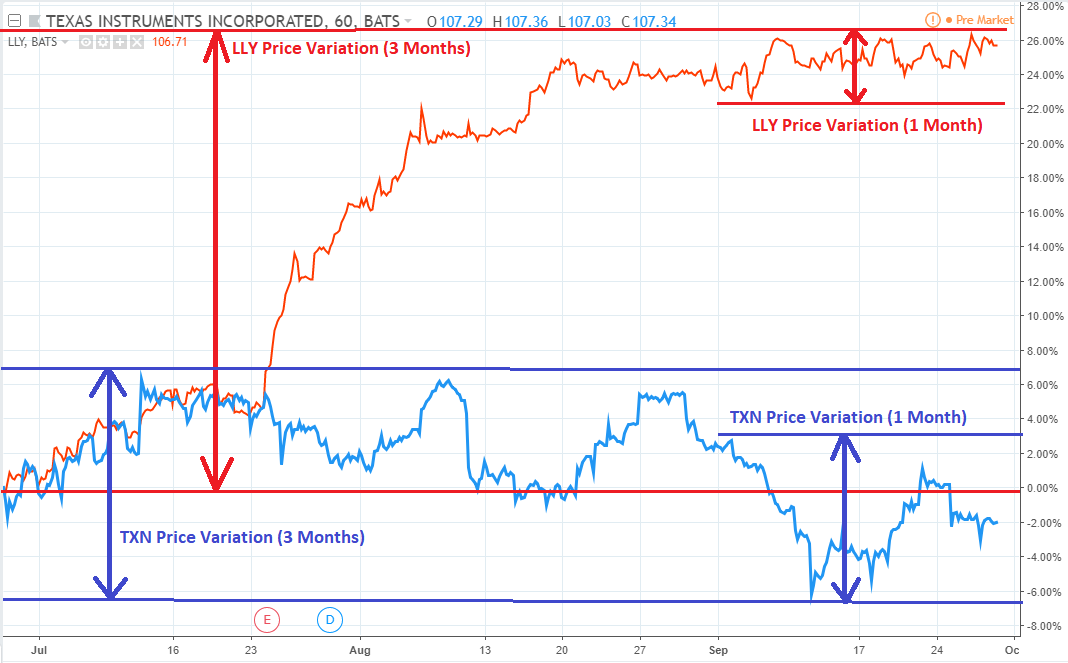 TEXAS INSTRUMENTS INCORPORATED, 60, BATS O107.29 H107.36 L107.03 C107.34
Pre Market
LLY, BATS 106.71
LLY Price Variation (3 Months)
LLY Price Variation (1 Month)
TXN Price Variation (1 Month)
TXN Price Variation (3 Months)
28.00%
26.00%
24.00%
22.00%
20.00%
18.00%
16.00%
14.00%
12.00%
10.00%
8.00%
6.00%
4.00%
2.00%
0.00%
-2.00%
-4.00%
-6.00%
-8.00%
E D
Jul 16 23 Aug 13 20 27 Sep 17 24 Oc